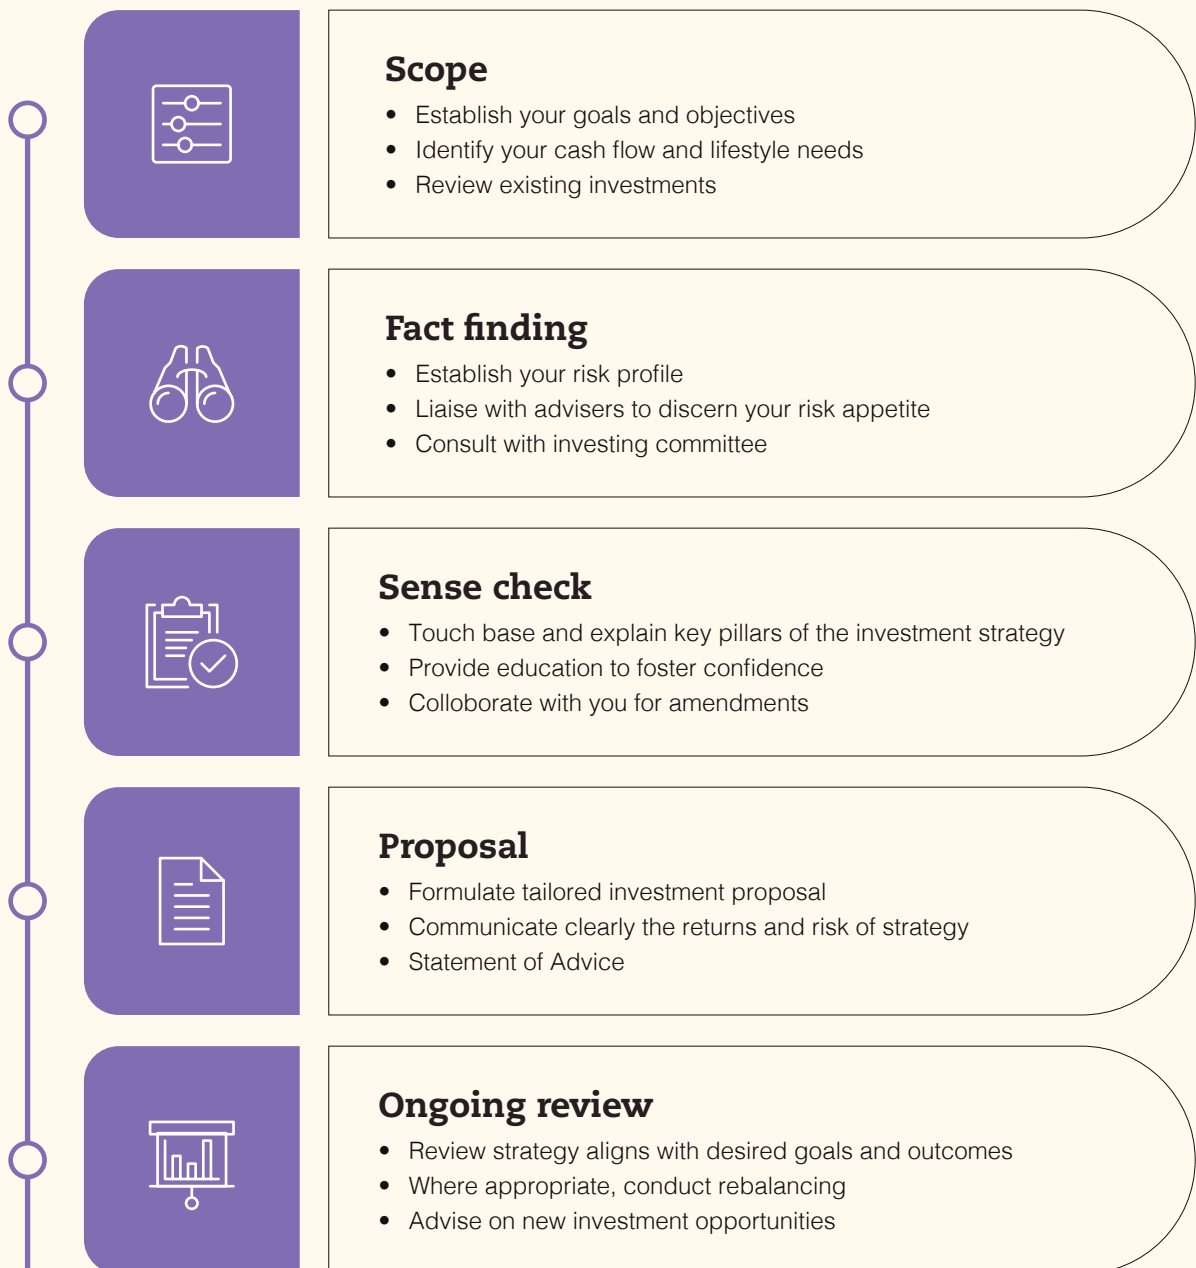 Scope
• Establish your goals and objectives
• Identify your cash flow and lifestyle needs
• Review existing investments
Fact finding
• Establish your risk profile
• Liaise with advisers to discern your risk appetite
• Consult with investing committee
Sense check
• Touch base and explain key pillars of the investment strategy
• Provide education to foster confidence
• Colloborate with you for amendments
Proposal
• Formulate tailored investment proposal
• Communicate clearly the returns and risk of strategy
• Statement of Advice
Ongoing review
• Review strategy aligns with desired goals and outcomes
• Where appropriate, conduct rebalancing
• Advise on new investment opportunities